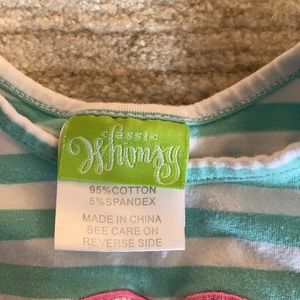 classic
Whimsy
95%COTTON
5%SPANDEX
MADE IN CHINA
SEE CARE ON
REVERSE SIDE